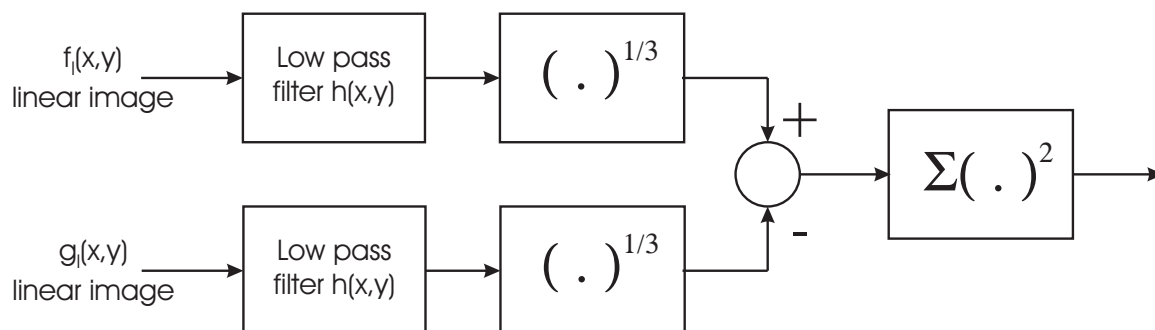 f_l(x,y)
linear image
Low pass
filter h(x,y)
( . )^1/3
+
Σ( . )^2
g_l(x,y)
linear image
Low pass
filter h(x,y)
( . )^1/3
-